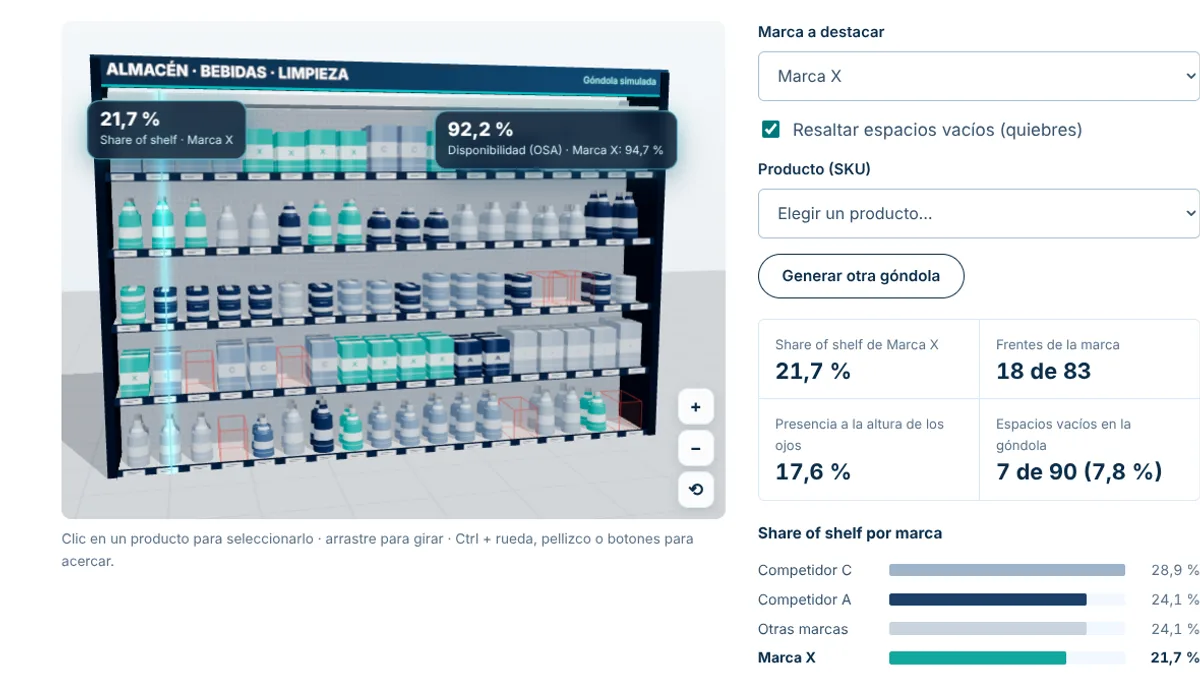 ALMACÉN · BEBIDAS · LIMPIEZA
Góndola simulada
21,7 %
Share of shelf · Marca X
92,2 %
Disponibilidad (OSA) · Marca X: 94,7 %
X
X
X
X
C
C
X
C
C
C
X
X
X
X
A
A
+
−
⟲
Clic en un producto para seleccionarlo · arrastre para girar · Ctrl + rueda, pellizco o botones para
acercar.
Marca a destacar
Marca X
Resaltar espacios vacíos (quiebres)
Producto (SKU)
Elegir un producto...
Generar otra góndola
Share of shelf de Marca X
21,7 %
Frentes de la marca
18 de 83
Presencia a la altura de los
ojos
17,6 %
Espacios vacíos en la
góndola
7 de 90 (7,8 %)
Share of shelf por marca
Competidor C
28,9 %
Competidor A
24,1 %
Otras marcas
24,1 %
Marca X
21,7 %